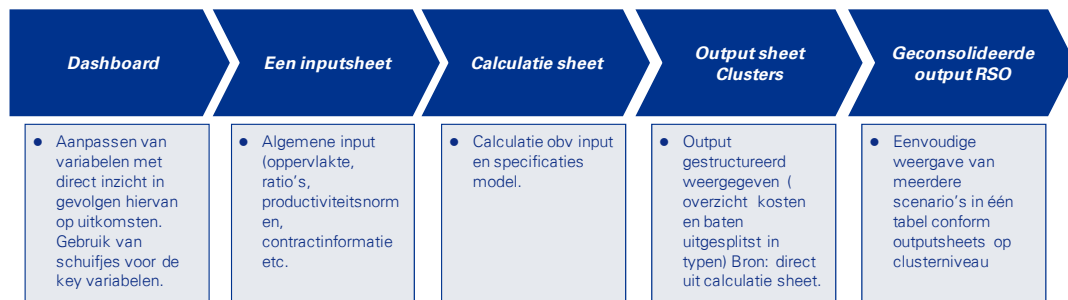 Dashboard
Een inputsheet
Calculatie sheet
Output sheet
Clusters
Geconsolideerde
output RSO
● Aanpassen van
variabelen met
direct inzicht in
gevolgen hiervan
op uitkomsten.
Gebruik van
schuifjes voor de
key variabelen.
● Algemene input
(oppervlakte,
ratio's,
productiviteitsnorm
en,
contractinformatie
etc.
● Calculatie obv input
en specificaties
model.
● Output
gestructureerd
weergegeven (
overzicht kosten
en baten
uitgesplitst in
typen) Bron: direct
uit calculatie sheet.
● Eenvoudige
weergave van
meerdere
scenario's in één
tabel conform
outputsheets op
clusterniveau